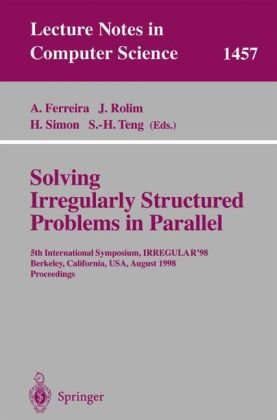 Lecture Notes in
Computer Science 1457
A. Ferreira J. Rolim
H. Simon S.-H. Teng (Eds.)
Solving
Irregularly Structured
Problems in Parallel
5th International Symposium, IRREGULAR'98
Berkeley, California, USA, August 1998
Proceedings
Springer